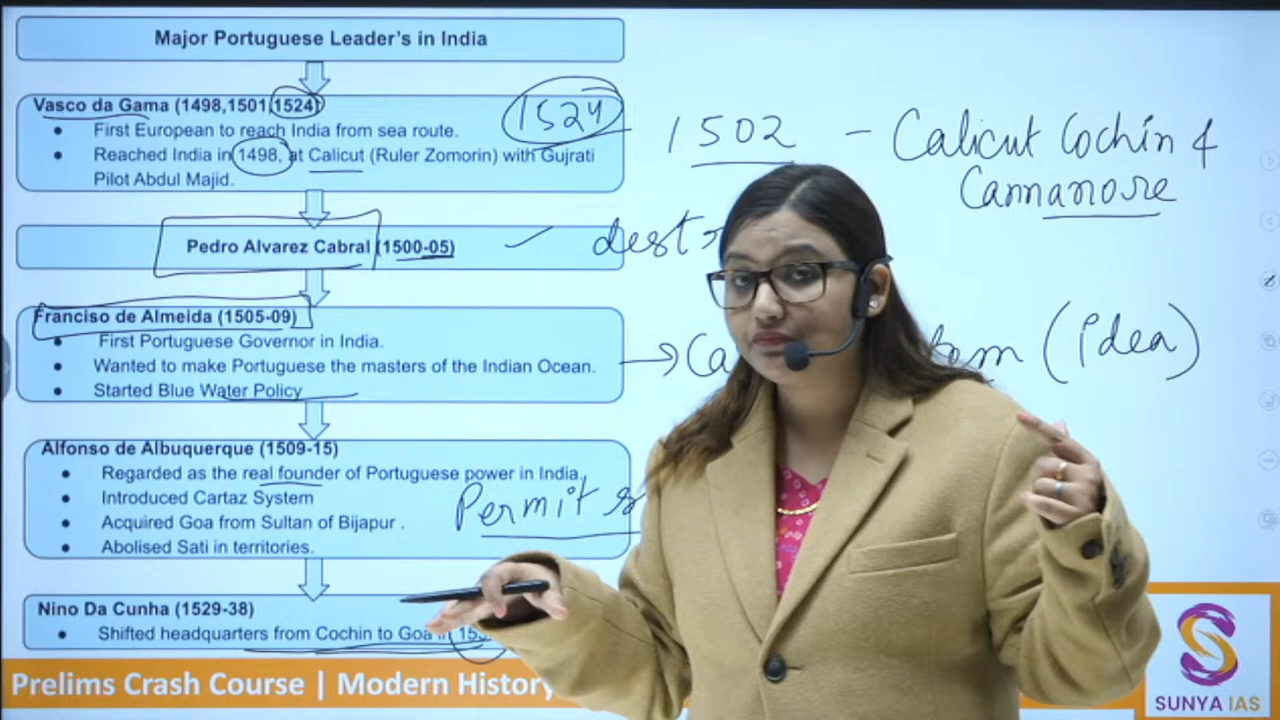 Major Portuguese Leader's in India
Vasco da Gama (1498,1501,1524)
● First European to reach India from sea route.
● Reached India in 1498, at Calicut (Ruler Zomorin) with Gujrati
Pilot Abdul Majid.
1524
1502 - Calicut Cochin &
Cannanore
Pedro Alvarez Cabral (1500-05)
Franciso de Almeida (1505-09)
● First Portuguese Governor in India.
● Wanted to make Portuguese the masters of the Indian Ocean.
● Started Blue Water Policy
(idea)
Alfonso de Albuquerque (1509-15)
● Regarded as the real founder of Portuguese power in India,
● Introduced Cartaz System
● Acquired Goa from Sultan of Bijapur .
● Abolised Sati in territories.
Permit
Nino Da Cunha (1529-38)
● Shifted headquarters from Cochin to Goa in
Prelims Crash Course | Modern History
SUNYA IAS